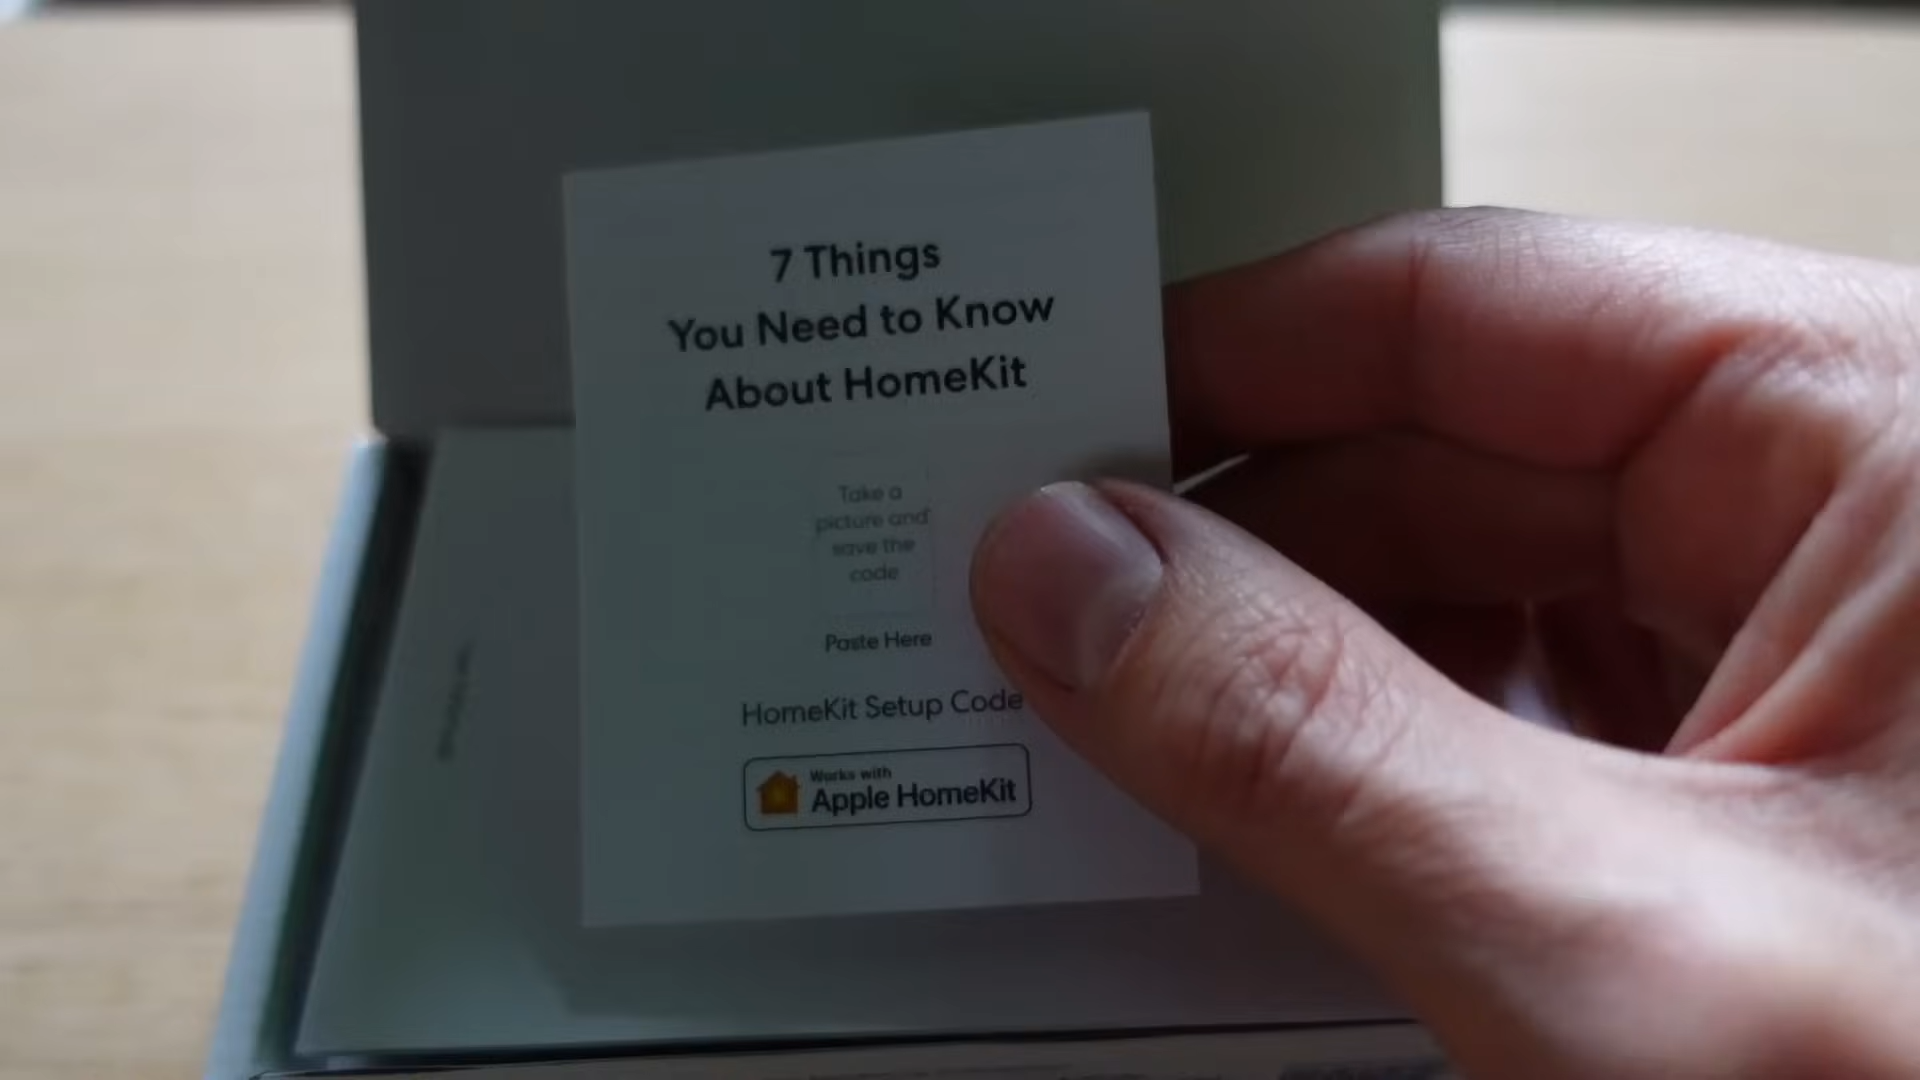 7 Things
You Need to Know
About HomeKit
Take a
picture and
save the
code
Paste Here
HomeKit Setup Code
Works with
Apple HomeKit